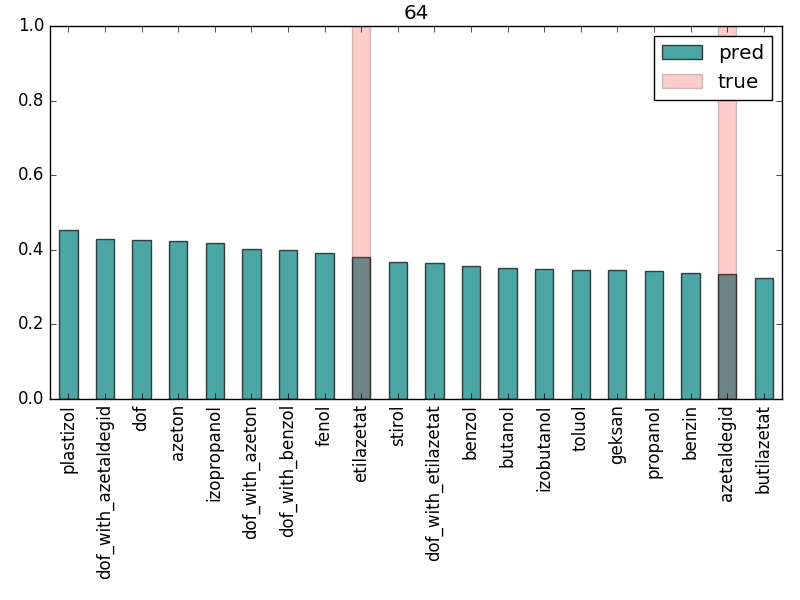 64
1.0
0.8
0.6
0.4
0.2
0.0
pred
true
plastizol
dof_with_azetaldegid
dof
azeton
izopropanol
dof_with_azeton
dof_with_benzol
fenol
etilazetat
stirol
dof_with_etilazetat
benzol
butanol
izobutanol
toluol
geksan
propanol
benzin
azetaldegid
butilazetat